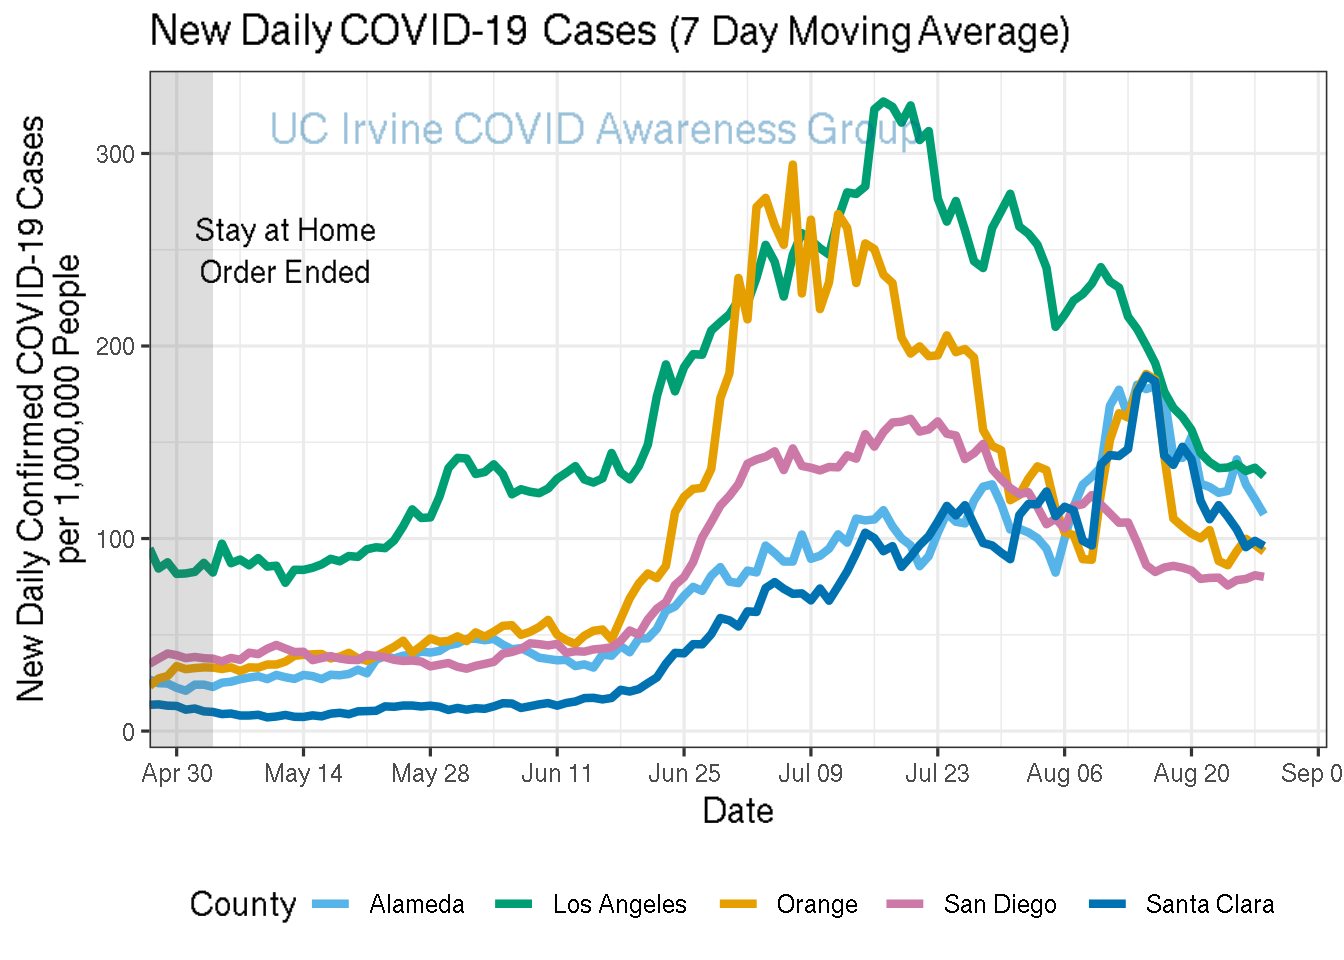 New Daily COVID-19 Cases (7 Day Moving Average)
UC Irvine COVID Awareness Group
Stay at Home
Order Ended
New Daily Confirmed COVID-19 Cases
per 1,000,000 People
300
200
100
0
Apr 30 May 14 May 28 Jun 11 Jun 25 Jul 09 Jul 23 Aug 06 Aug 20 Sep 0
Date
County Alameda Los Angeles Orange San Diego Santa Clara